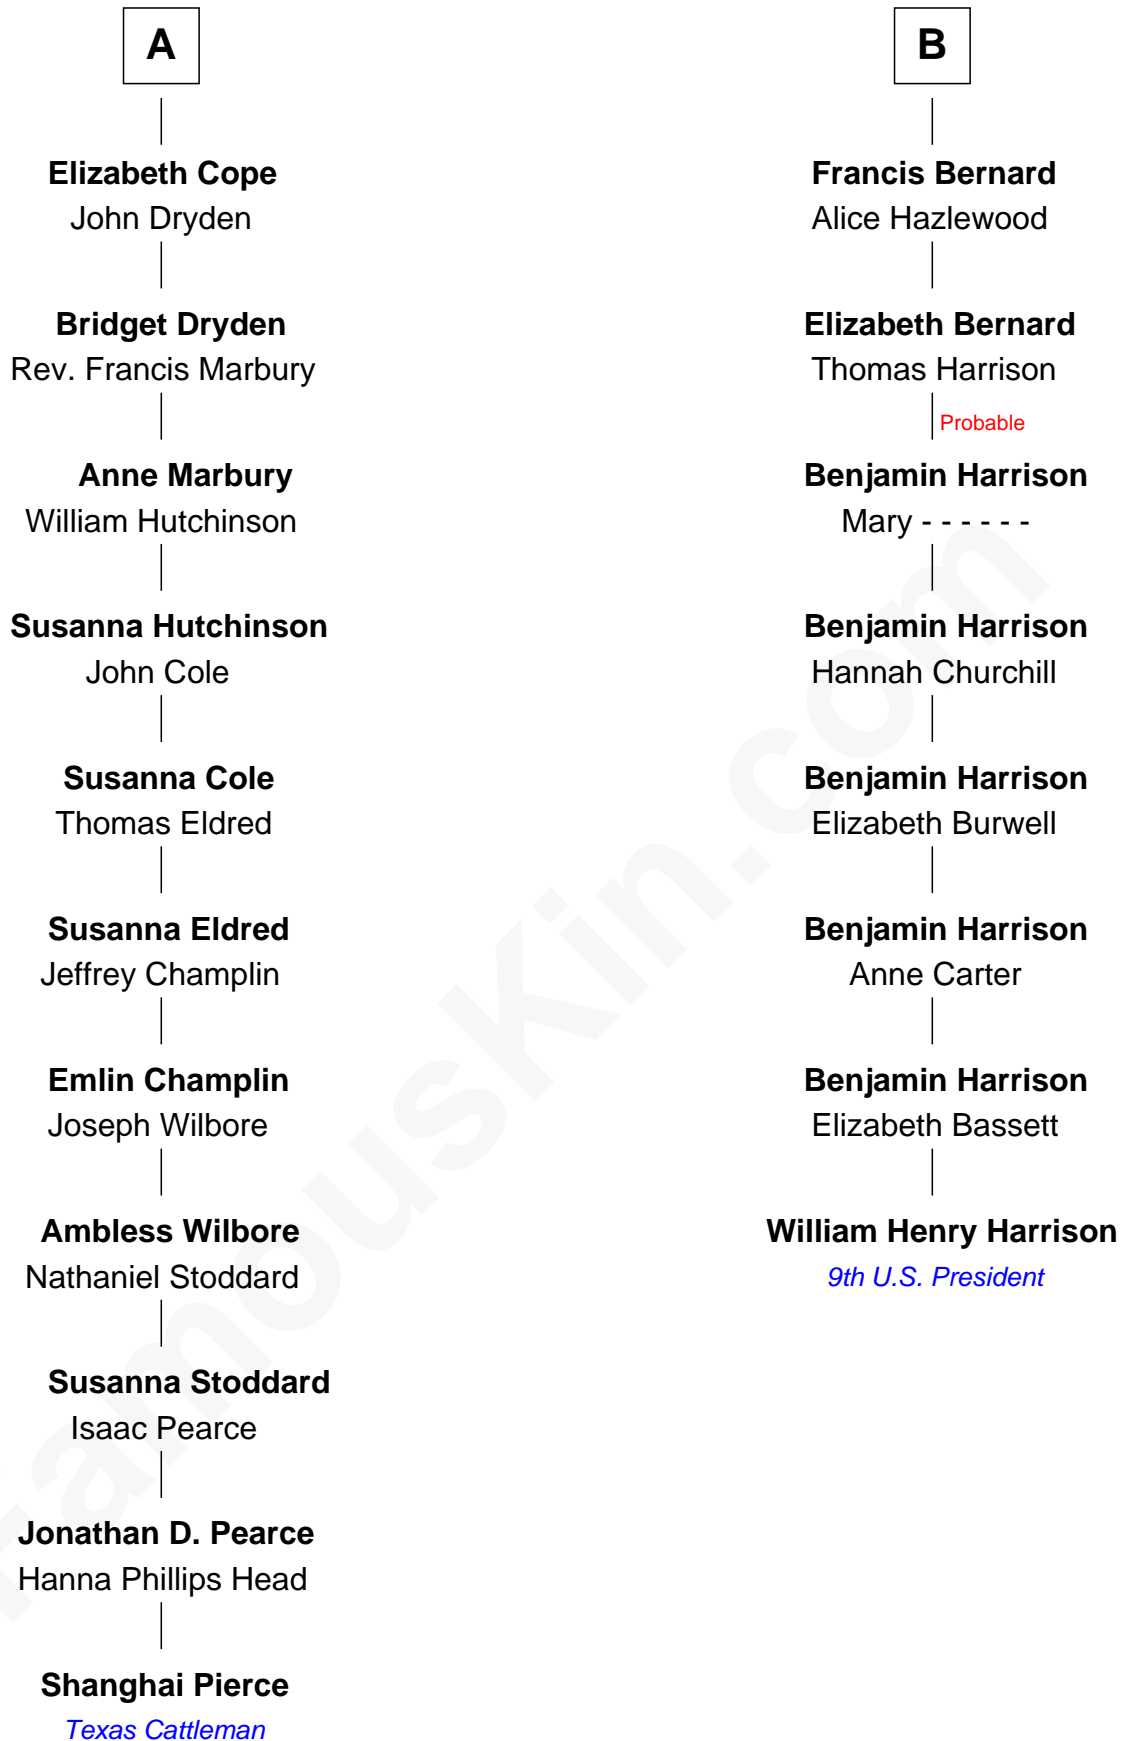 A
Elizabeth Cope
John Dryden
Bridget Dryden
Rev. Francis Marbury
Anne Marbury
William Hutchinson
Susanna Hutchinson
John Cole
Susanna Cole
Thomas Eldred
Susanna Eldred
Jeffrey Champlin
Emlin Champlin
Joseph Wilbore
Ambless Wilbore
Nathaniel Stoddard
Susanna Stoddard
Isaac Pearce
Jonathan D. Pearce
Hanna Phillips Head
Shanghai Pierce
Texas Cattleman
B
Francis Bernard
Alice Hazlewood
Elizabeth Bernard
Thomas Harrison
Probable
Benjamin Harrison
Mary - - - - - -
Benjamin Harrison
Hannah Churchill
Benjamin Harrison
Elizabeth Burwell
Benjamin Harrison
Anne Carter
Benjamin Harrison
Elizabeth Bassett
William Henry Harrison
9th U.S. President
FamousKin.com